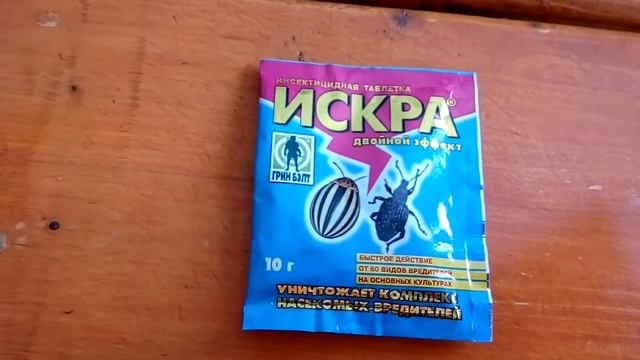 ИНСЕКТИЦИДНАЯ ТАБЛЕТКА
ИСКРА®
ДВОЙНОЙ ЭФФЕКТ
ГРИН БЭЛТ
БЫСТРОЕ ДЕЙСТВИЕ
ОТ 60 ВИДОВ ВРЕДИТЕЛЕЙ
НА ОСНОВНЫХ КУЛЬТУРАХ
10 г
УНИЧТОЖАЕТ КОМПЛЕКС
НАСЕКОМЫХ-ВРЕДИТЕЛЕЙ